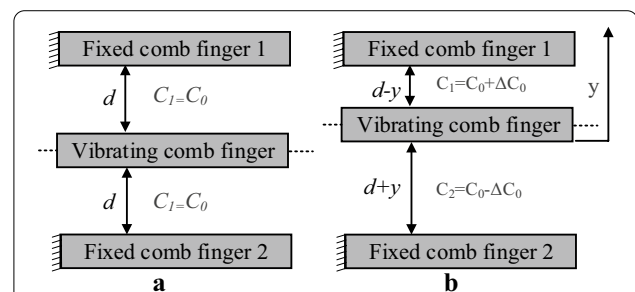 Fixed comb finger 1
d
C₁₌C₀
Vibrating comb finger
d
C₁₌C₀
Fixed comb finger 2
a
Fixed comb finger 1
d-y
C₁=C₀+ΔC₀
y
Vibrating comb finger
d+y
C₂=C₀-ΔC₀
Fixed comb finger 2
b